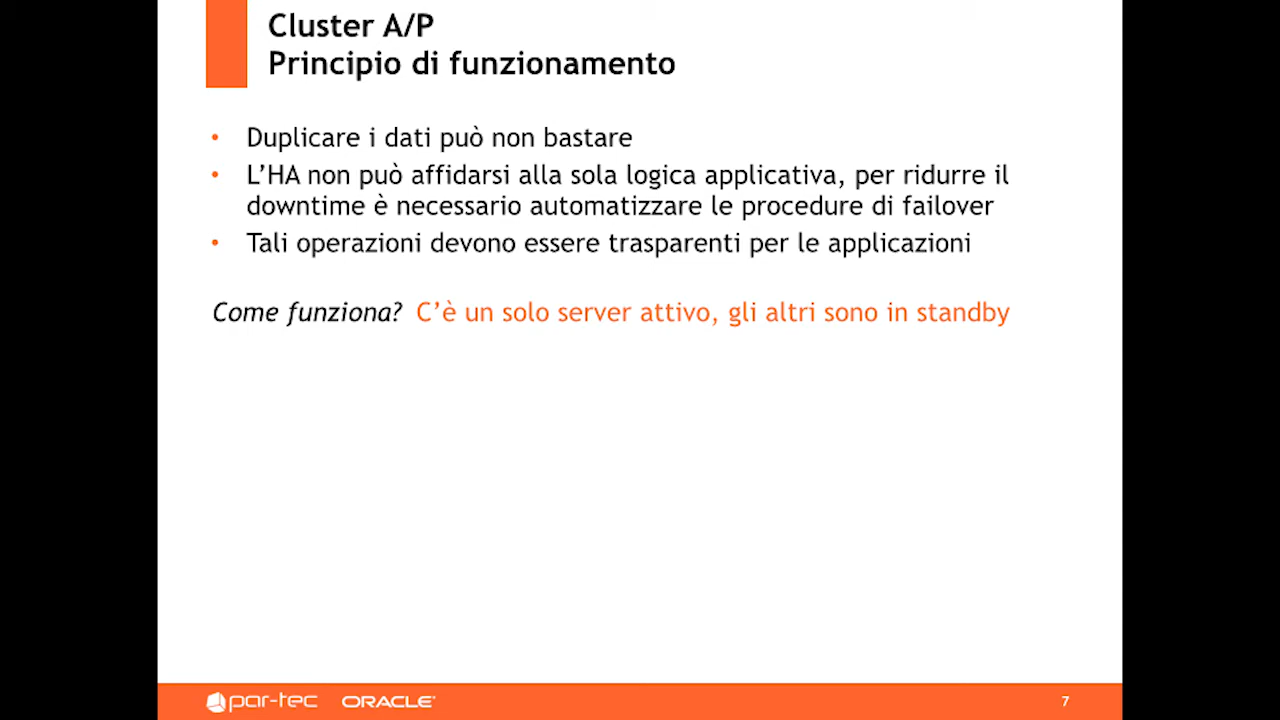 Cluster A/P
Principio di funzionamento
• Duplicare i dati può non bastare
• L’HA non può affidarsi alla sola logica applicativa, per ridurre il
downtime è necessario automatizzare le procedure di failover
• Tali operazioni devono essere trasparenti per le applicazioni
Come funziona? C’è un solo server attivo, gli altri sono in standby
par-tec ORACLE® 7